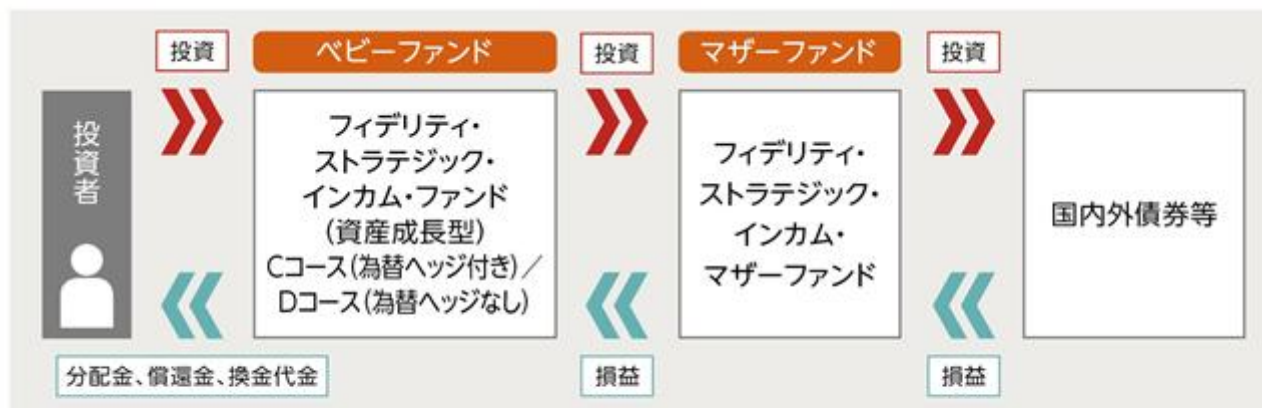 投資
ベビーファンド
投資
マザーファンド
投資
投資者
フィデリティ・
ストラテジック・
インカム・ファンド
(資産成長型)
Cコース(為替ヘッジ付き)／
Dコース(為替ヘッジなし)
フィデリティ・
ストラテジック・
インカム・
マザーファンド
国内外債券等
分配金、償還金、換金代金
損益
損益